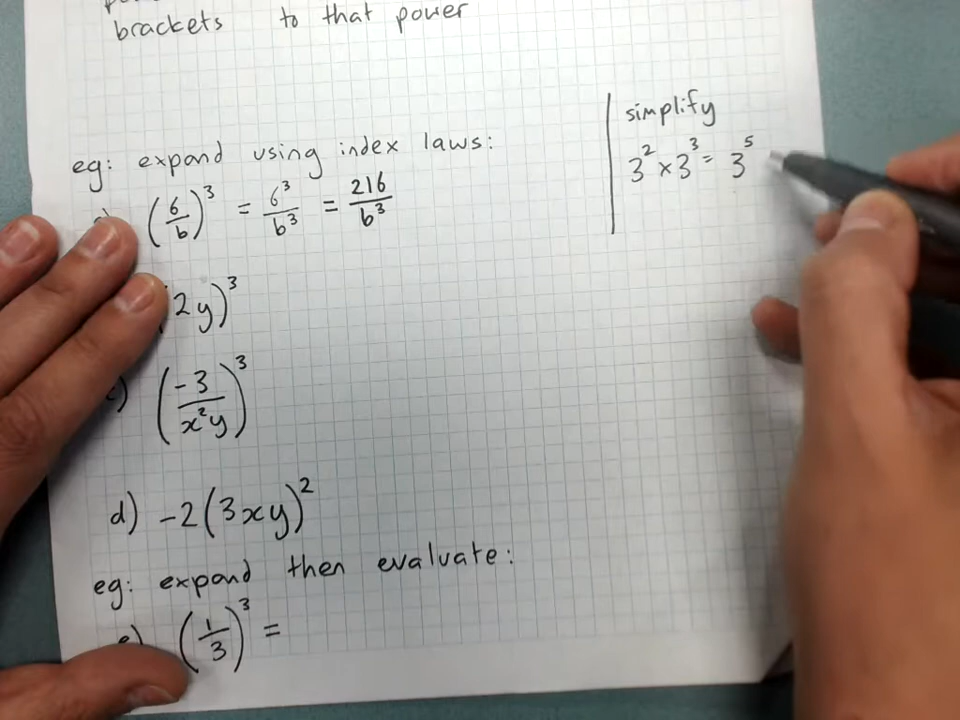 brackets to that power
eg: expand using index laws:
(6/b)^3 = 6^3/b^3 = 216/b^3
2y)^3
(-3/x^2y)^3
d) -2(3xy)^2
eg: expand then evaluate:
(1/3)^3 =
simplify
3^2 × 3^3 = 3^5